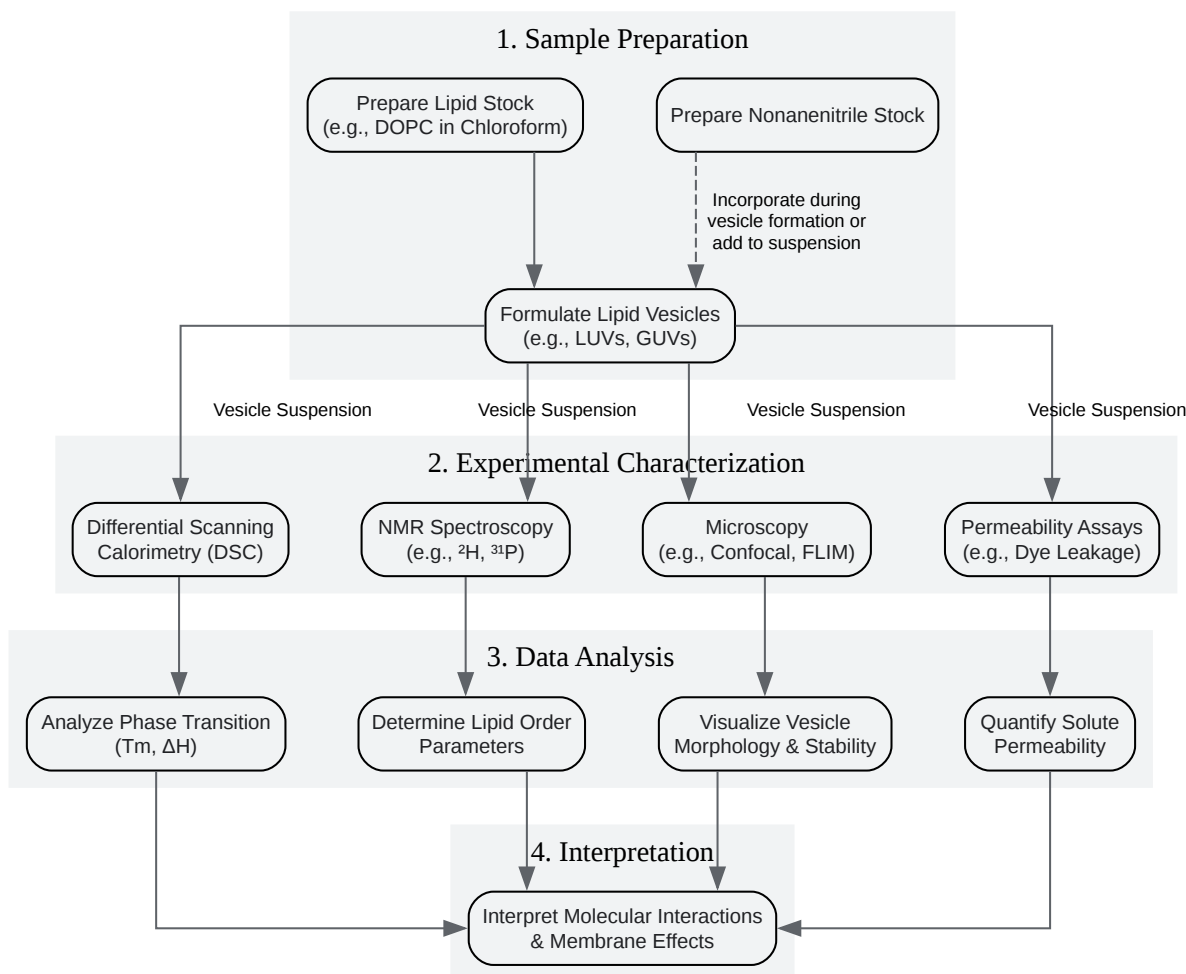 1. Sample Preparation
Prepare Lipid Stock
(e.g., DOPC in Chloroform)
Prepare Nonanenitrile Stock
Incorporate during
vesicle formation or
add to suspension
Formulate Lipid Vesicles
(e.g., LUVs, GUVs)
Vesicle Suspension
Vesicle Suspension
Vesicle Suspension
Vesicle Suspension
2. Experimental Characterization
Differential Scanning
Calorimetry (DSC)
NMR Spectroscopy
(e.g., ²H, ³¹P)
Microscopy
(e.g., Confocal, FLIM)
Permeability Assays
(e.g., Dye Leakage)
3. Data Analysis
Analyze Phase Transition
(Tm, ΔH)
Determine Lipid Order
Parameters
Visualize Vesicle
Morphology & Stability
Quantify Solute
Permeability
4. Interpretation
Interpret Molecular Interactions
& Membrane Effects